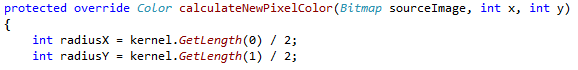 protected override Color calculateNewPixelColor(Bitmap sourceImage, int x, int y)
{
    int radiusX = kernel.GetLength(0) / 2;
    int radiusY = kernel.GetLength(1) / 2;